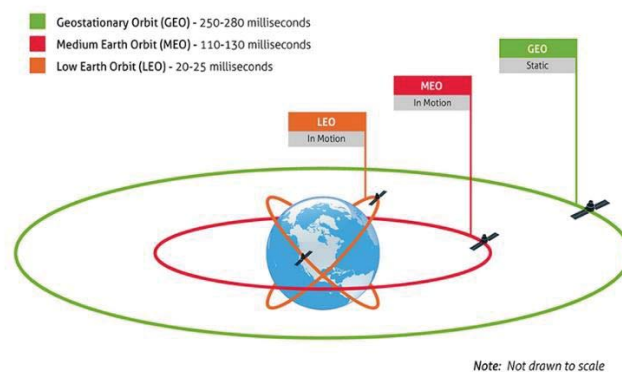 Geostationary Orbit (GEO) - 250-280 milliseconds
Medium Earth Orbit (MEO) - 110-130 milliseconds
Low Earth Orbit (LEO) - 20-25 milliseconds
GEO
Static
MEO
In Motion
LEO
In Motion
Note: Not drawn to scale